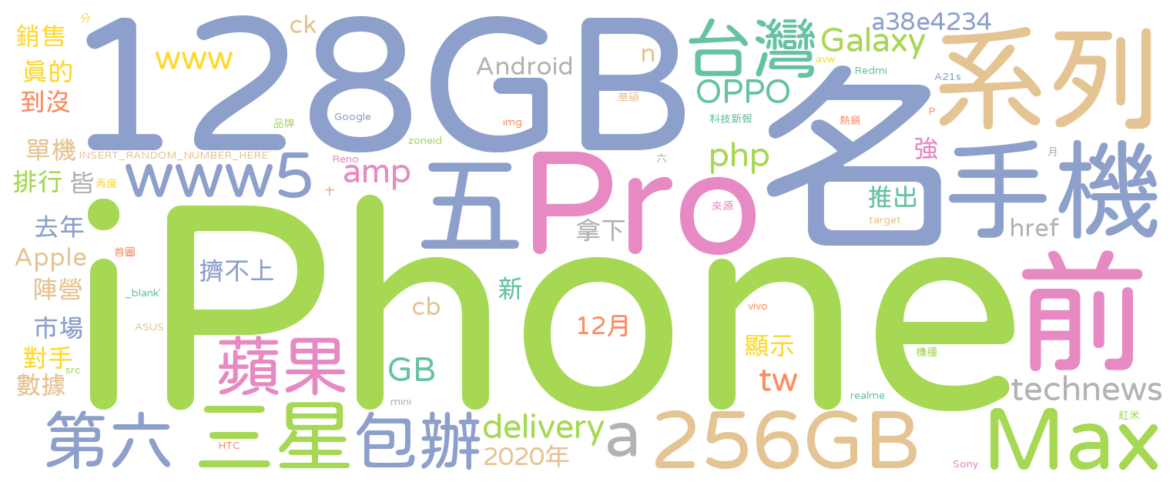 分
銷售
www
ck
128GB
Android
n
台灣
Galaxy
a38e4234
系列
眞的
到沒
avw
Redmi
A21s
OPPO
華碩
名
P
品牌
Google
img
科技新報
熱銷
單機
INSERT_RANDOM_NUMBER_HERE'
zoneid
Reno
六
php
強
手機
月
排行
皆
再度
www5
十
amp
五
Pro
拿下
來源
推出
target
href
去年
首圖
iPhone
Apple
擠不上
陣營
_blank'
cb
新
12月
vivo
前
市場
ASUS
顯示
機種
對手
src
數據
蘋果
GB
mini
tw
realme
technews
紅米
第六
三星
HTC
包辦
delivery
2020年
a
256GB
Sony
Max